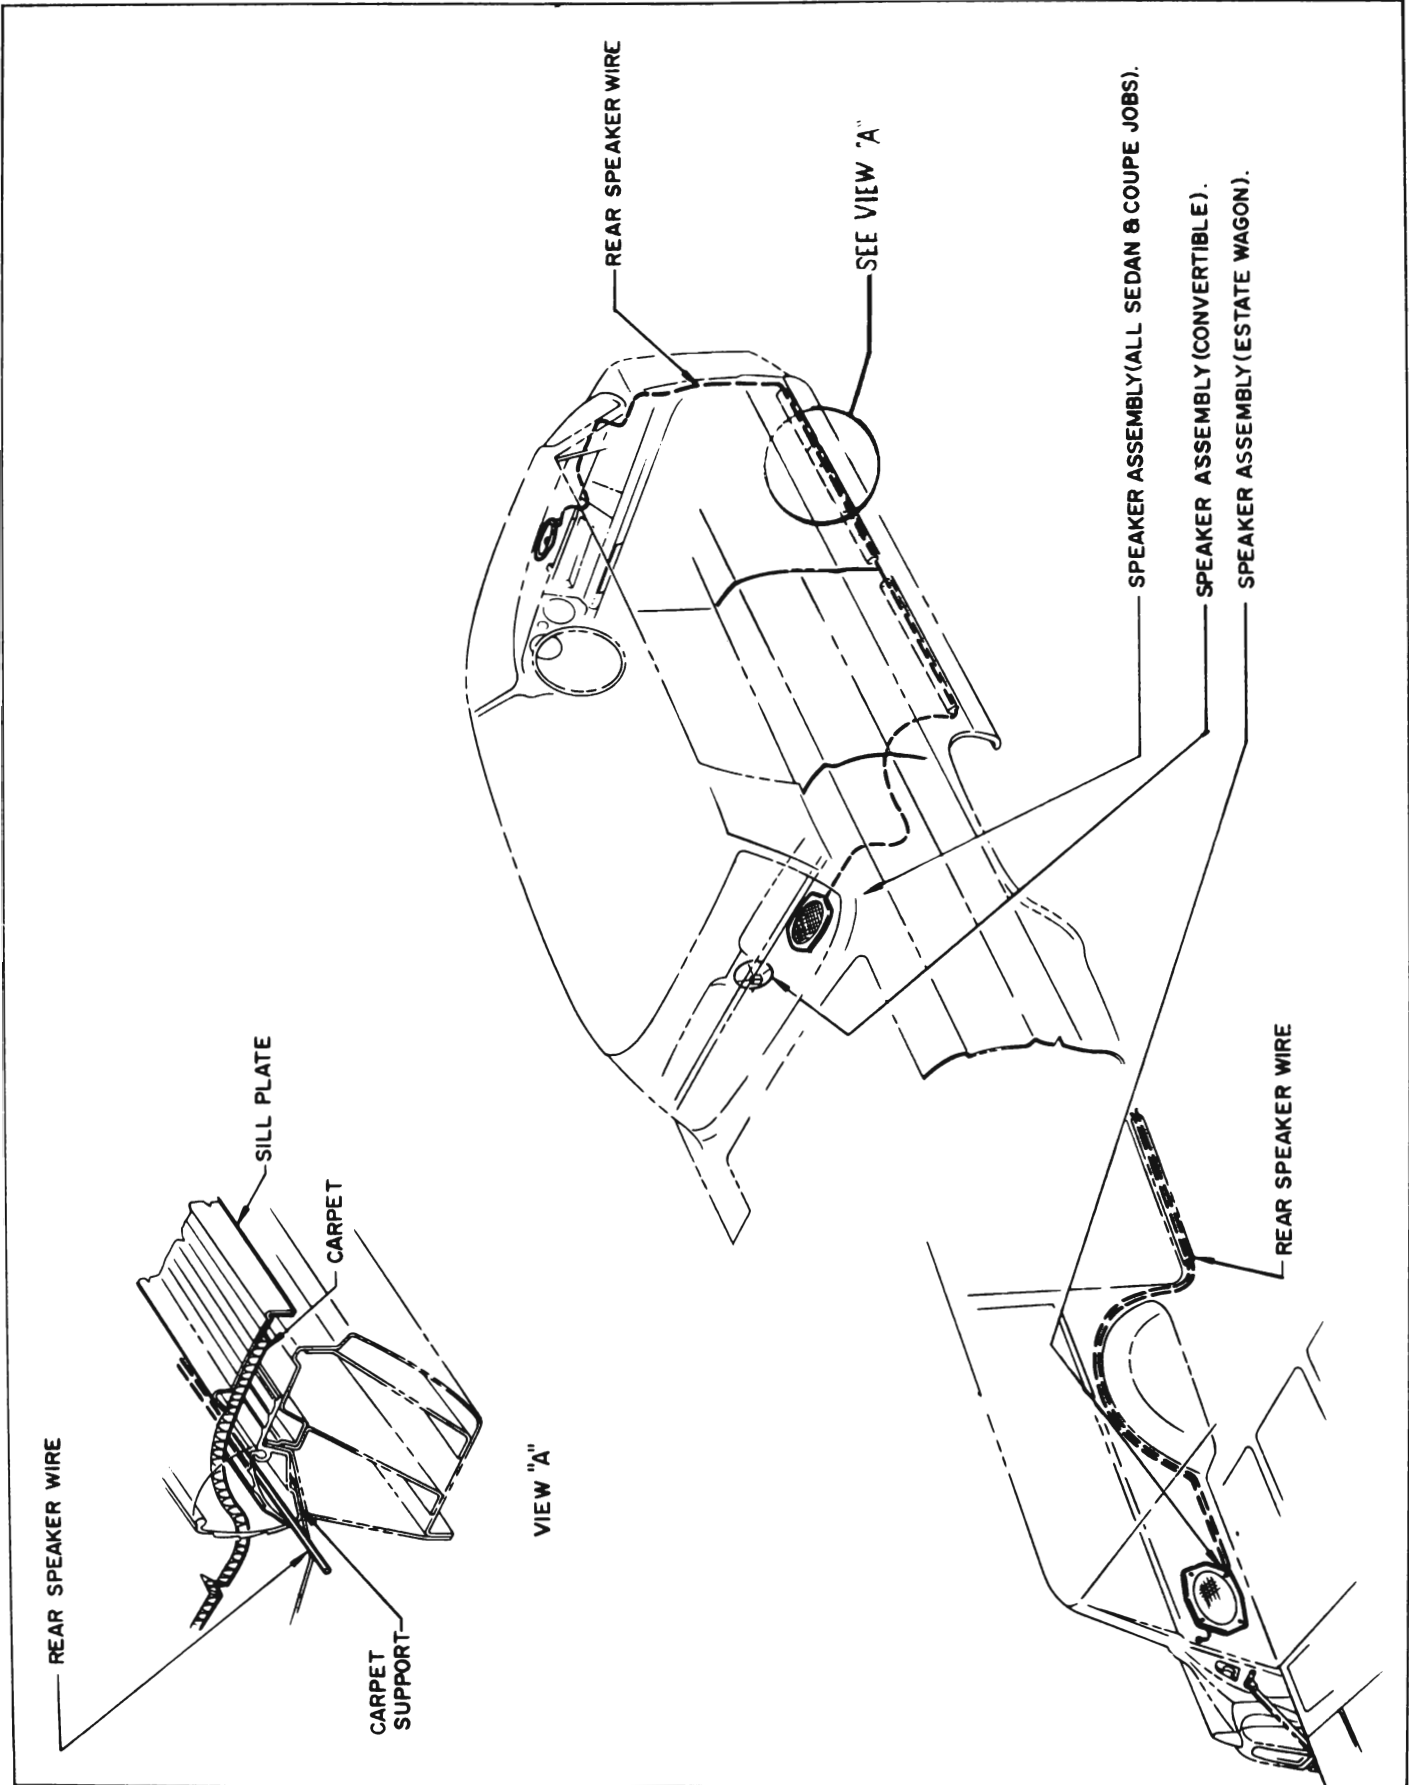 REAR SPEAKER WIRE
CARPET
SUPPORT
SILL PLATE
CARPET
VIEW "A"
REAR SPEAKER WIRE
SEE VIEW "A"
SPEAKER ASSEMBLY(ALL SEDAN & COUPE JOBS).
SPEAKER ASSEMBLY(CONVERTIBLE).
SPEAKER ASSEMBLY(ESTATE WAGON).
REAR SPEAKER WIRE